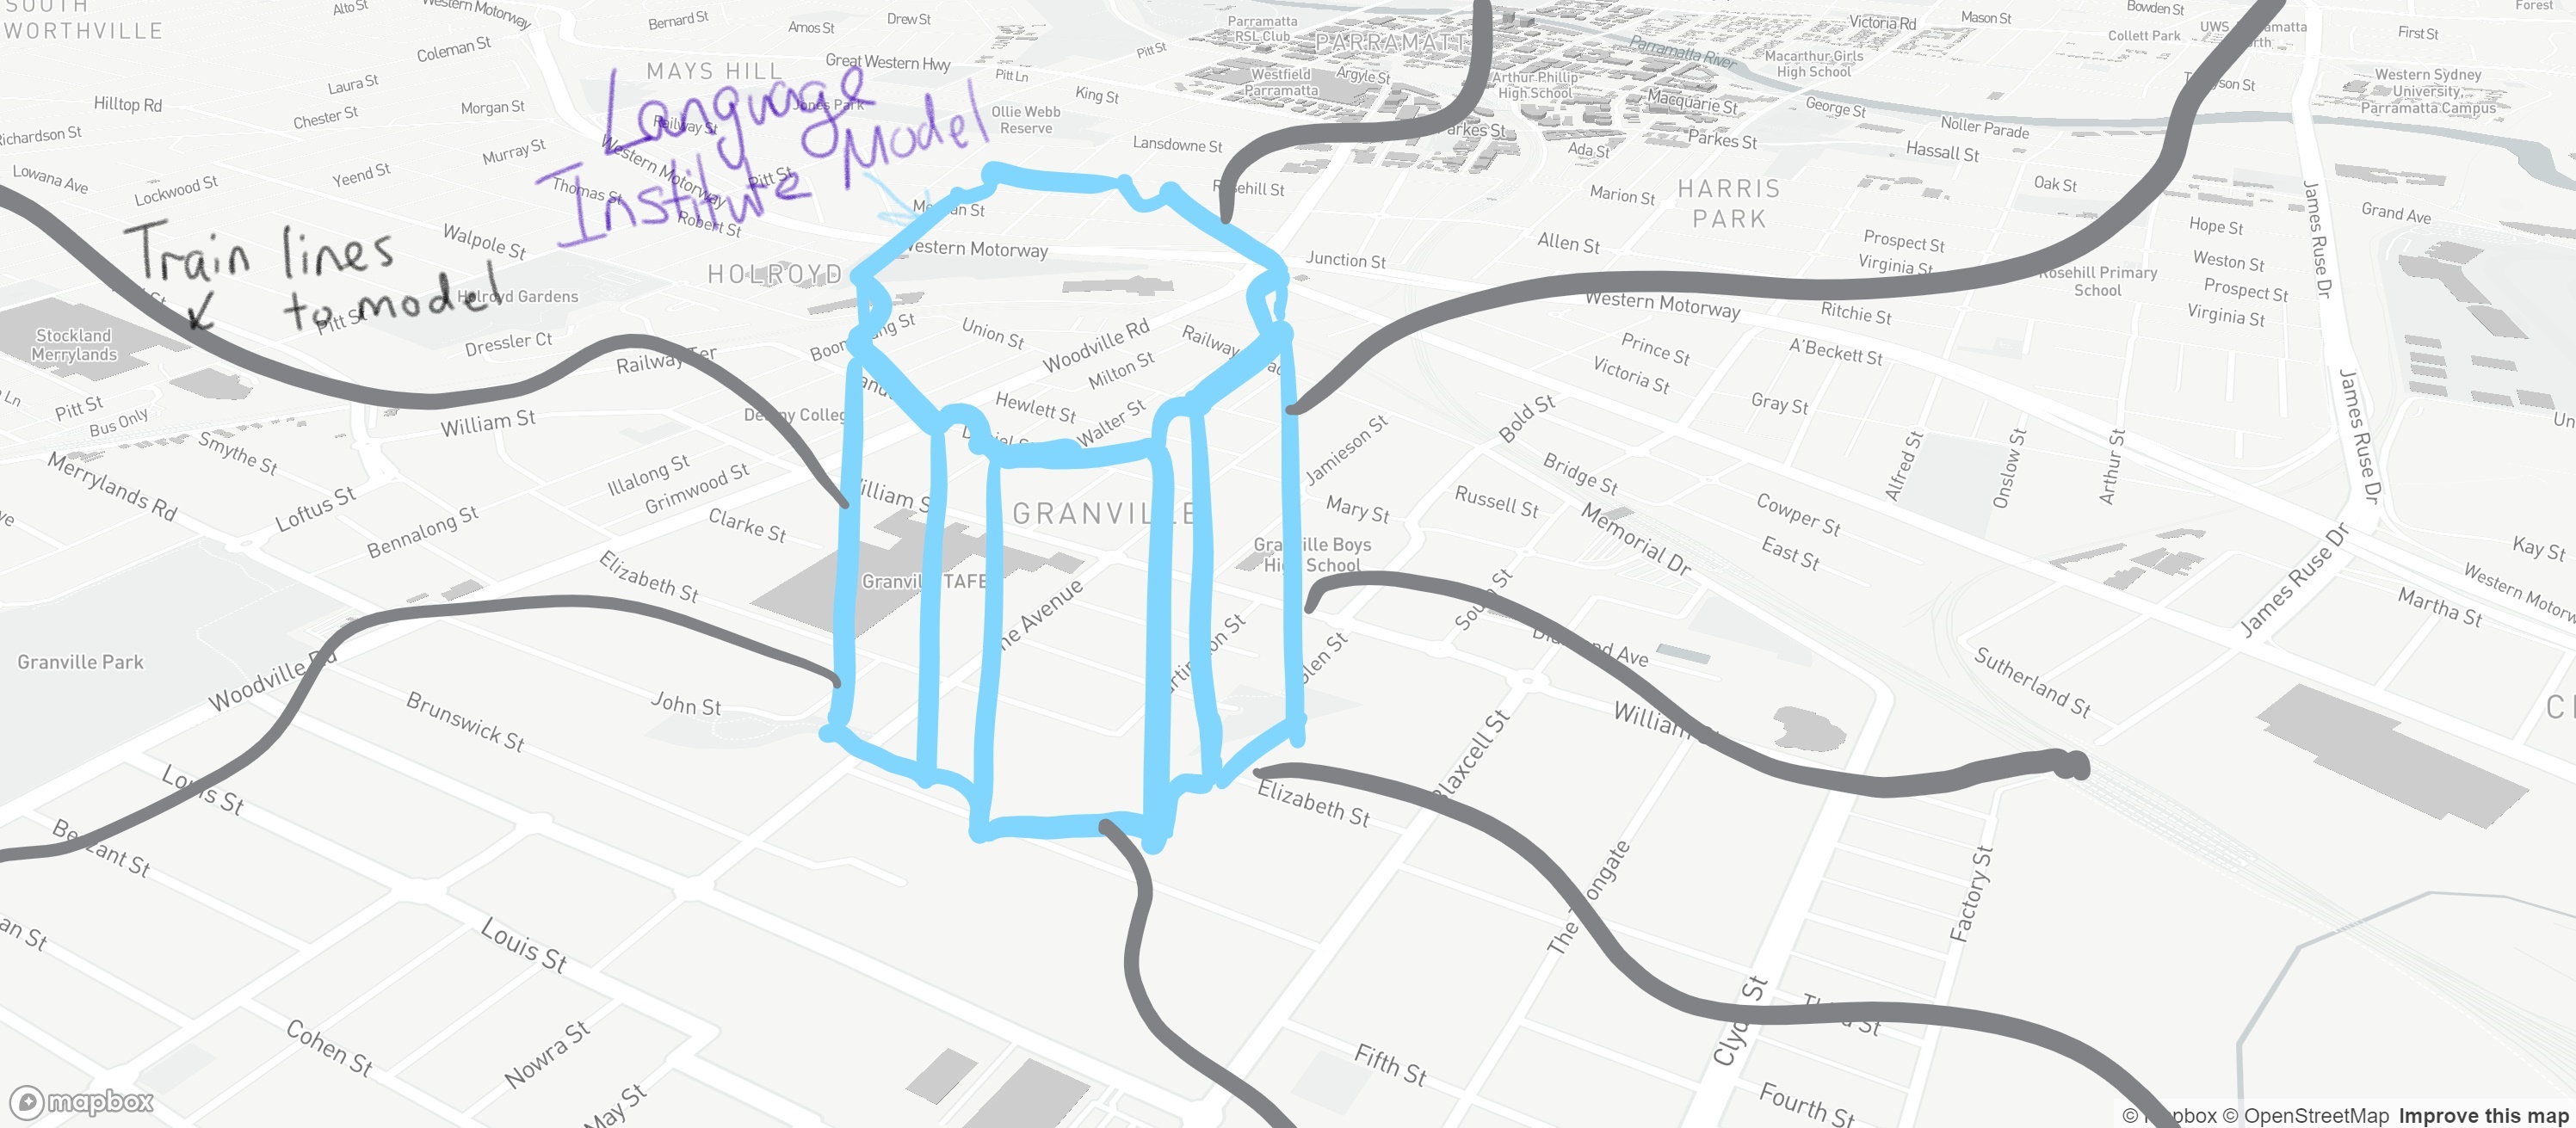 SOUTH
WORTHVILLE
Alto St
Western Motorway
Bernard St
Drew St
Amos St
Coleman St
Great Western Hwy
MAYS HILL
Laura St
Hilltop Rd
Morgan St
Chester St
Richardson St
Murray St
Lowana Ave
Lockwood St
Yeend St
Jones Park
Railway St
Western Motorway
Thomas St
Pitt St
Robert St
Walpole St
Language
Institute Model
Train lines
to model
Pitt Ln
Ollie Webb
Reserve
King St
Pitt St
Parramatta
RSL Club
PARRAMATT
Westfield
Parramatta
Argyle St
Arthur Phillip
High School
Parramatta River
Macarthur Girls
High School
Victoria Rd
Mason St
Bowden St
Collett Park
First St
Forest
Western Sydney
University,
Parramatta Campus
Macquarie St
George St
Noller Parade
Lansdowne St
Parkes St
Parkes St
Ada St
Hassall St
Marion St
HARRIS
PARK
Oak St
Hope St
Grand Ave
James Ruse Dr
Allen St
Prospect St
Virginia St
Weston St
Rosehill Primary
School
Prospect St
Virginia St
Junction St
Western Motorway
HOLROYD
Holroyd Gardens
Pitt St
Stockland
Merrylands
Dressler Ct
Railway Ter
Union St
Woodville Rd
Milton St
Railway
Hewlett St
Walter St
Western Motorway
Ritchie St
A'Beckett St
Prince St
Victoria St
Gray St
James Ruse Dr
Pitt St
Bus Only
Smythe St
William St
Merrylands Rd
Loftus St
Illalong St
Grimwood St
Bennalong St
Clarke St
William S
GRANVILLE
Jamieson St
Bold St
Mary St
Bridge St
Russell St
Memorial Dr
Alfred St
Onslow St
Arthur St
Cowper St
East St
Granville Boys
High School
Elizabeth St
Granvil TAFE
Kay St
Western Motorw
James Ruse Dr
Martha St
Granville Park
Woodville Rd
John St
Brunswick St
South St
Glen St
William St
Sutherland St
Louis St
Elizabeth St
Blaxcell St
The Tongate
Factory St
Louis St
Cohen St
Nowra St
May St
Clyde St
Third St
Fifth St
Fourth St
mapbox
© Mapbox © OpenStreetMap Improve this map